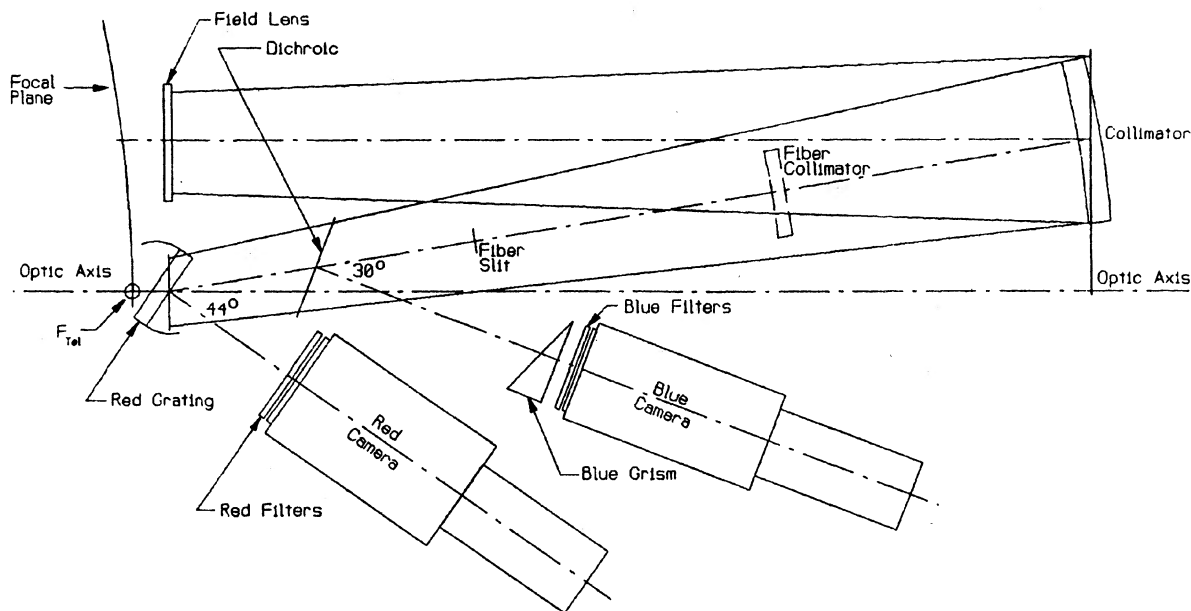 Field Lens
Dichroic
Focal
Plane
Collimator
Fiber
Collimator
30°
Fiber
Slit
Optic Axis
Optic Axis
44°
F Tel
Blue Filters
Red Grating
Blue
Camera
Red
Camera
Blue Grism
Red Filters